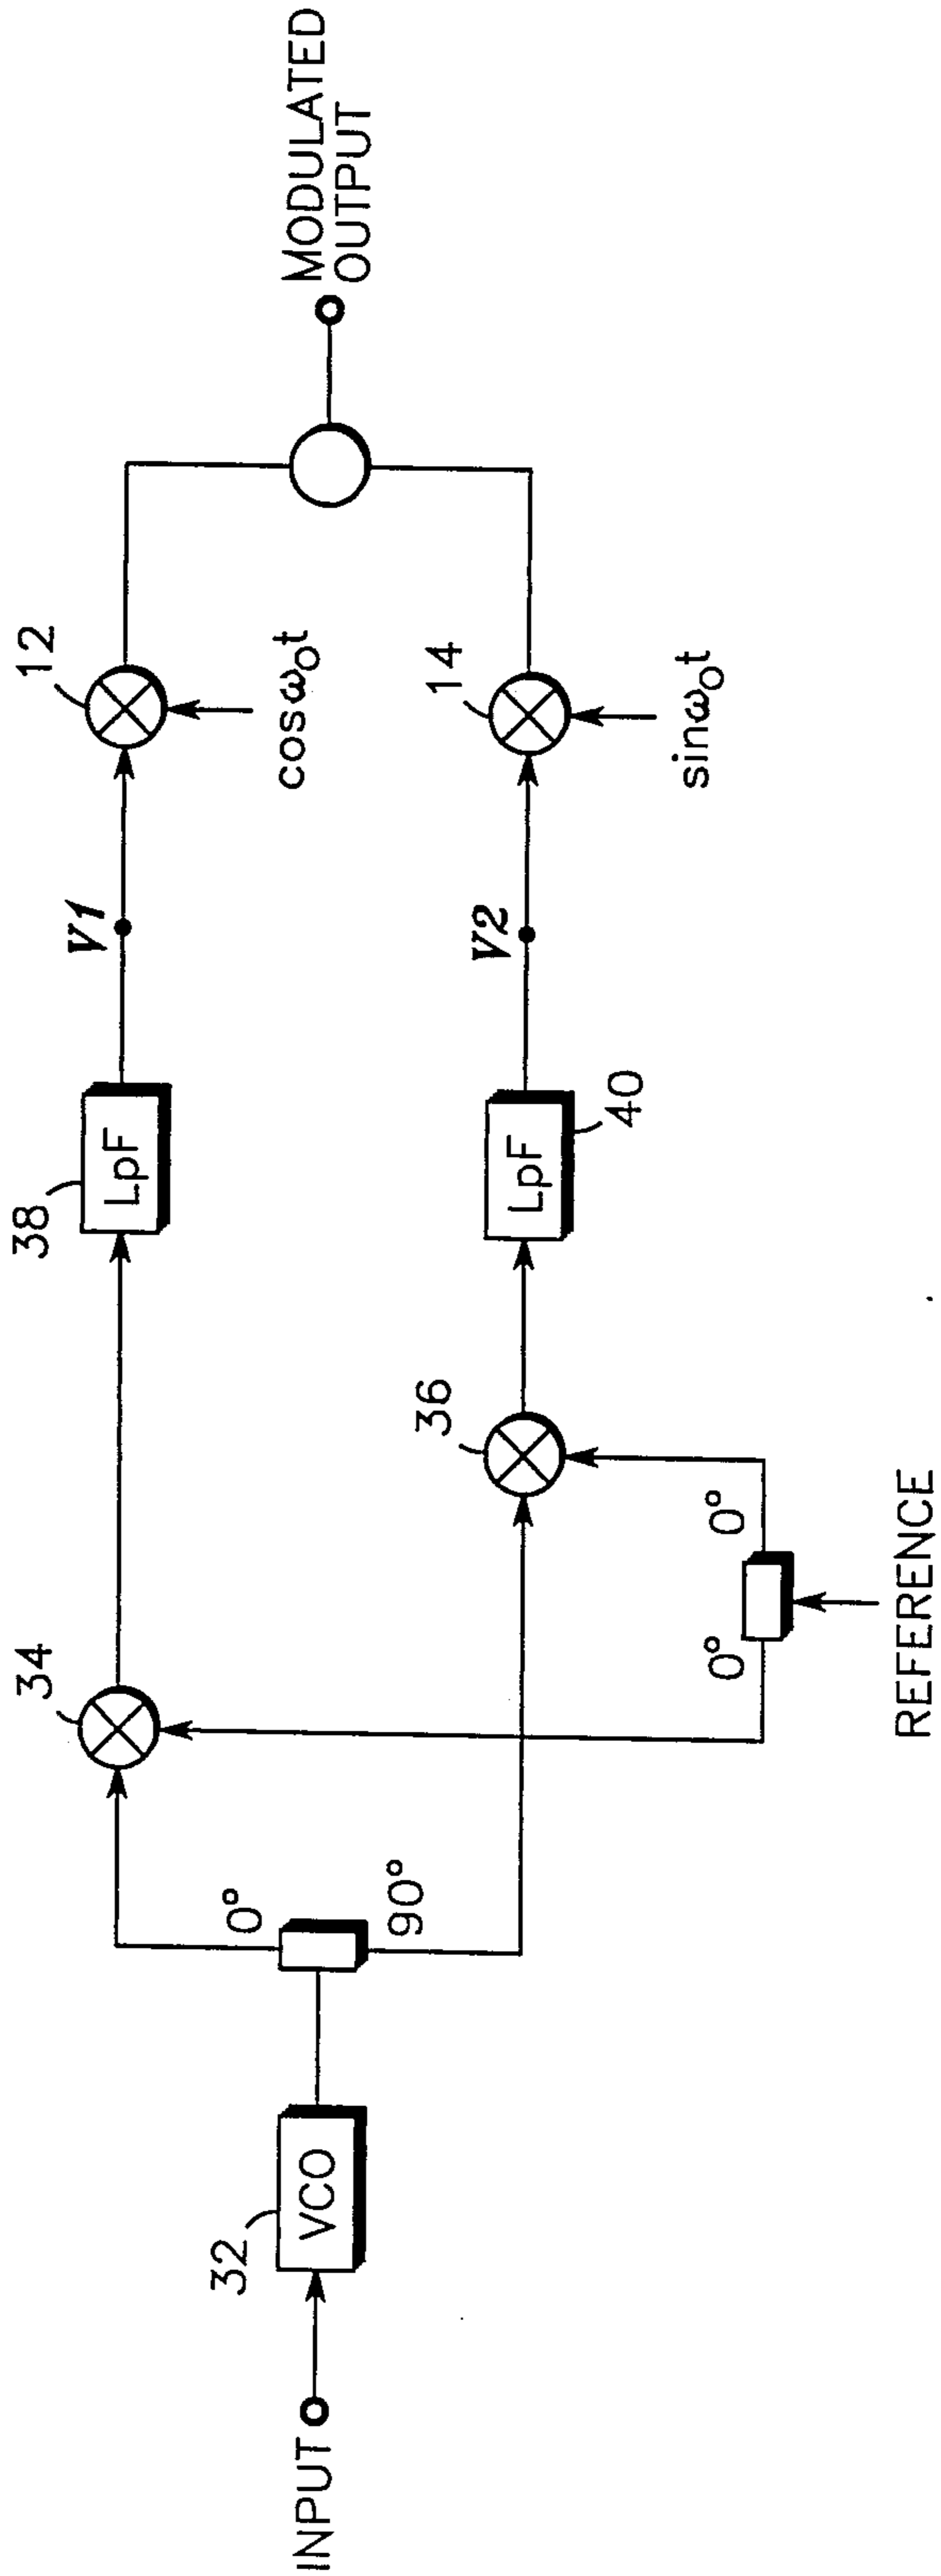 INPUT
32
VCO
0°
90°
34
36
0°
0°
REFERENCE
38
LpF
LpF
40
V1
V2
12
cosω₀t
14
sinω₀t
MODULATED
OUTPUT